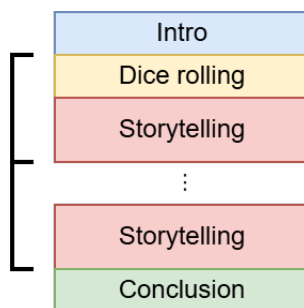 Intro
Dice rolling
Storytelling
⋮
Storytelling
Conclusion